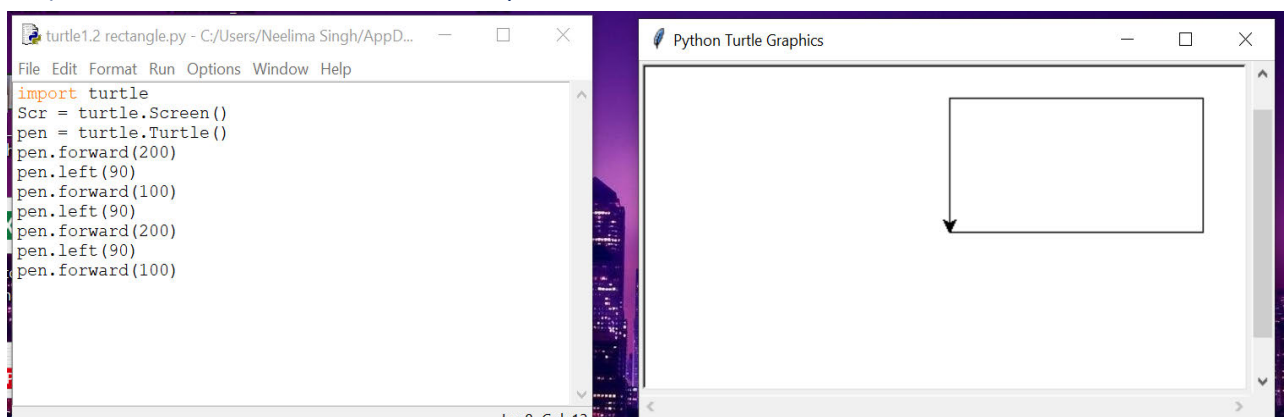 turtle1.2 rectangle.py - C:/Users/Neelima Singh/AppD...
File Edit Format Run Options Window Help
import turtle
Scr = turtle.Screen()
pen = turtle.Turtle()
pen.forward(200)
pen.left(90)
pen.forward(100)
pen.left(90)
pen.forward(200)
pen.left(90)
pen.forward(100)
Python Turtle Graphics